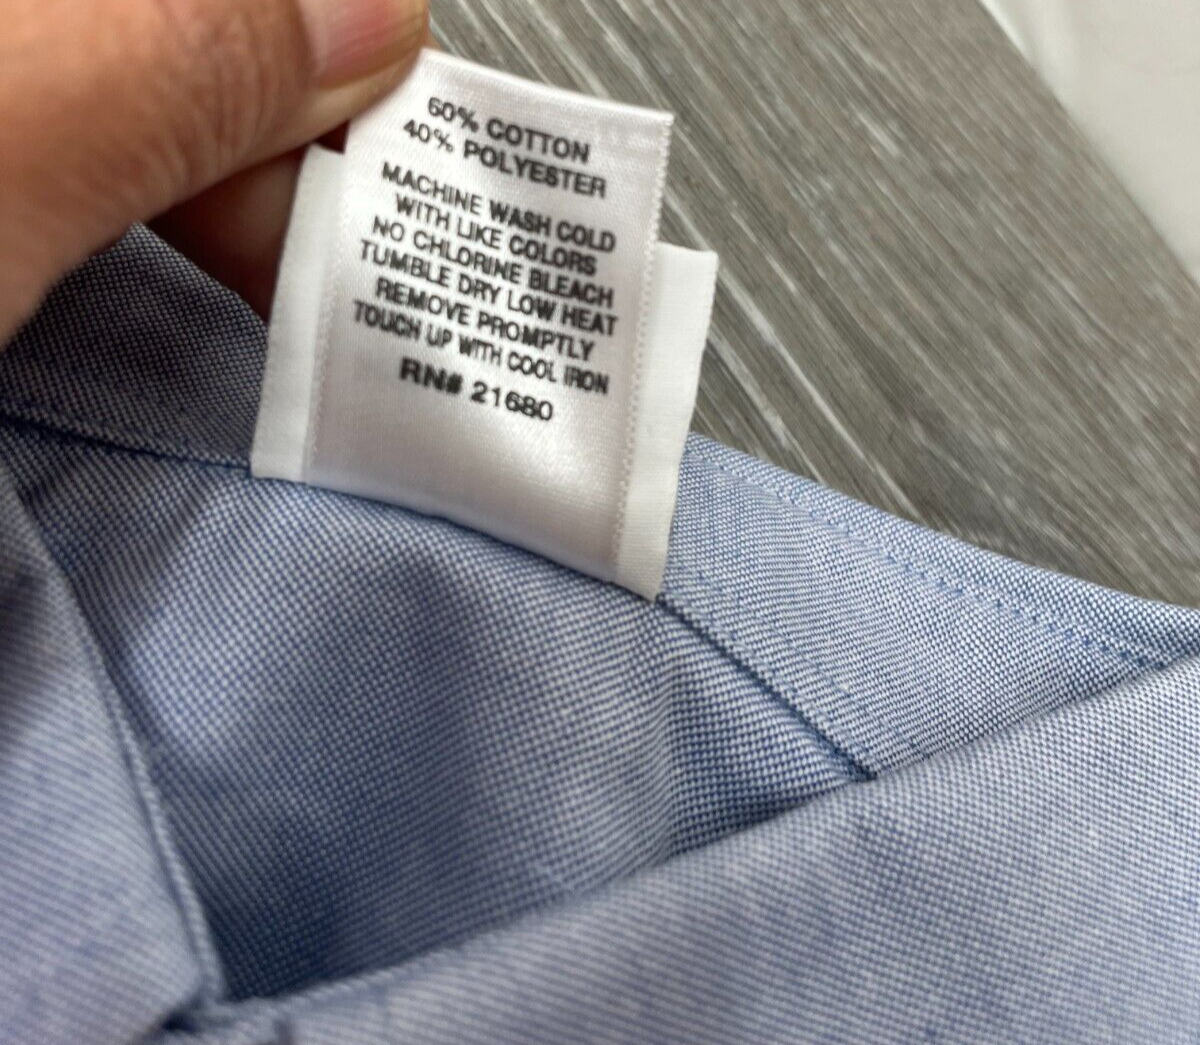 60% COTTON
40% POLYESTER
MACHINE WASH COLD
WITH LIKE COLORS
NO CHLORINE BLEACH
TUMBLE DRY LOW HEAT
REMOVE PROMPTLY
TOUCH UP WITH COOL IRON
RN# 21680